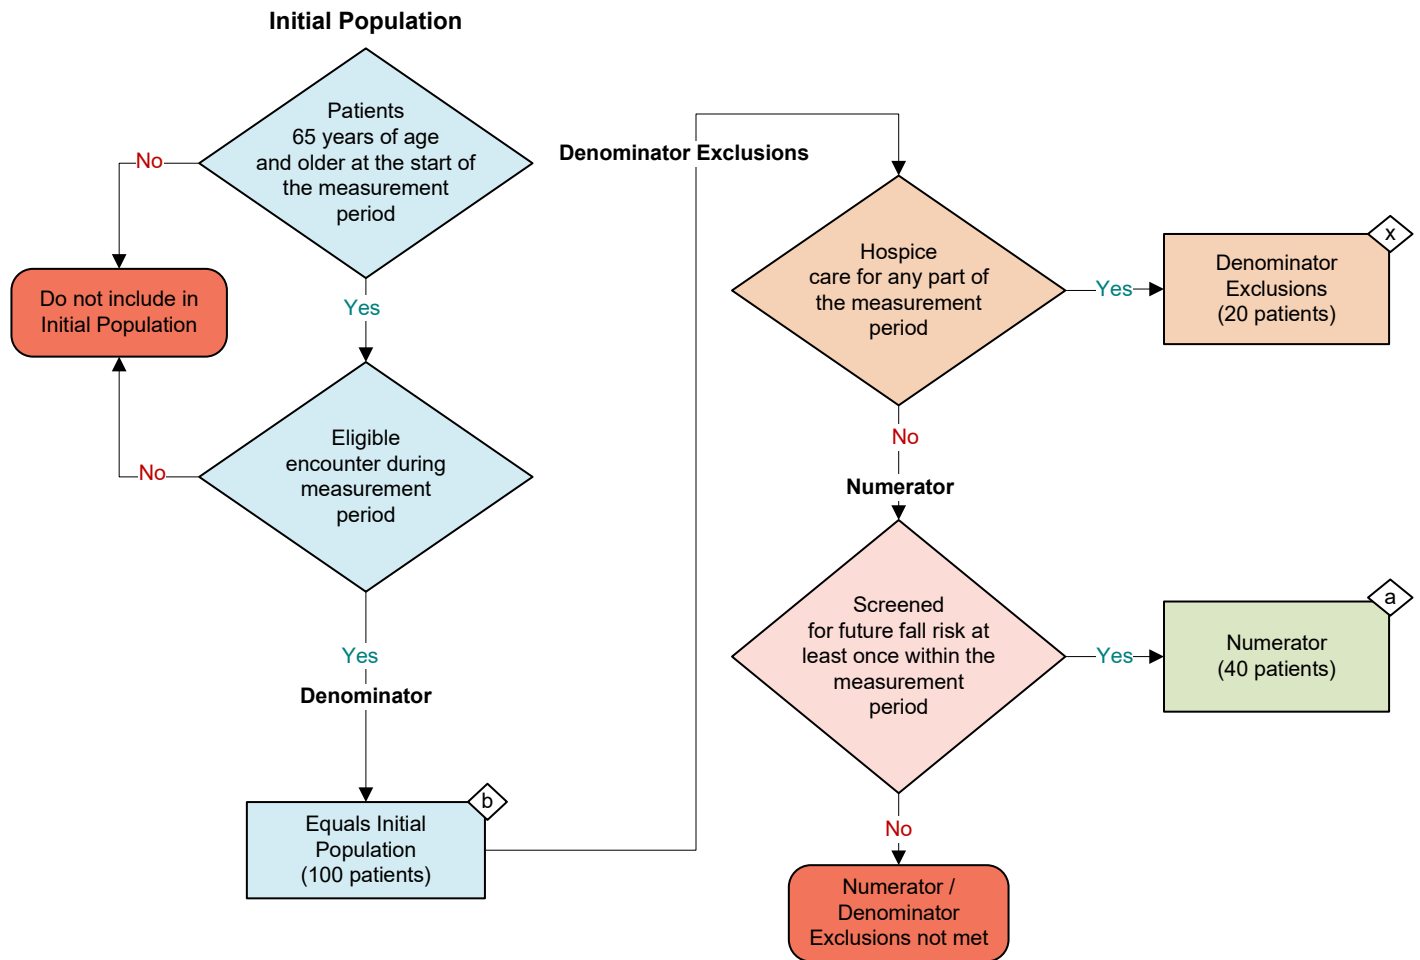 Initial Population
Patients
65 years of age
and older at the start of
the measurement
period
No
Yes
Do not include in
Initial Population
Eligible
encounter during
measurement
period
No
Yes
Denominator
b
Equals Initial
Population
(100 patients)
Denominator Exclusions
Hospice
care for any part of
the measurement
period
Yes
x
Denominator
Exclusions
(20 patients)
No
Numerator
Screened
for future fall risk at
least once within the
measurement
period
Yes
a
Numerator
(40 patients)
No
Numerator /
Denominator
Exclusions not met